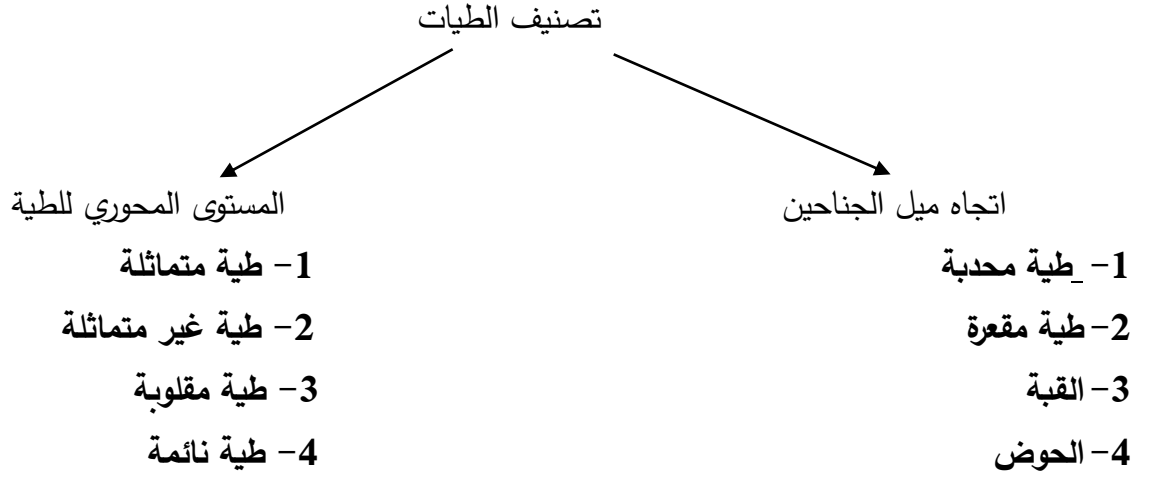 تصنيف الطيات
اتجاه ميل الجناحين
1- طية محدبة
2- طية مقعرة
3- القبة
4- الحوض
المستوى المحوري للطية
1- طية متماثلة
2- طية غير متماثلة
3- طية مقلوبة
4- طية نائمة